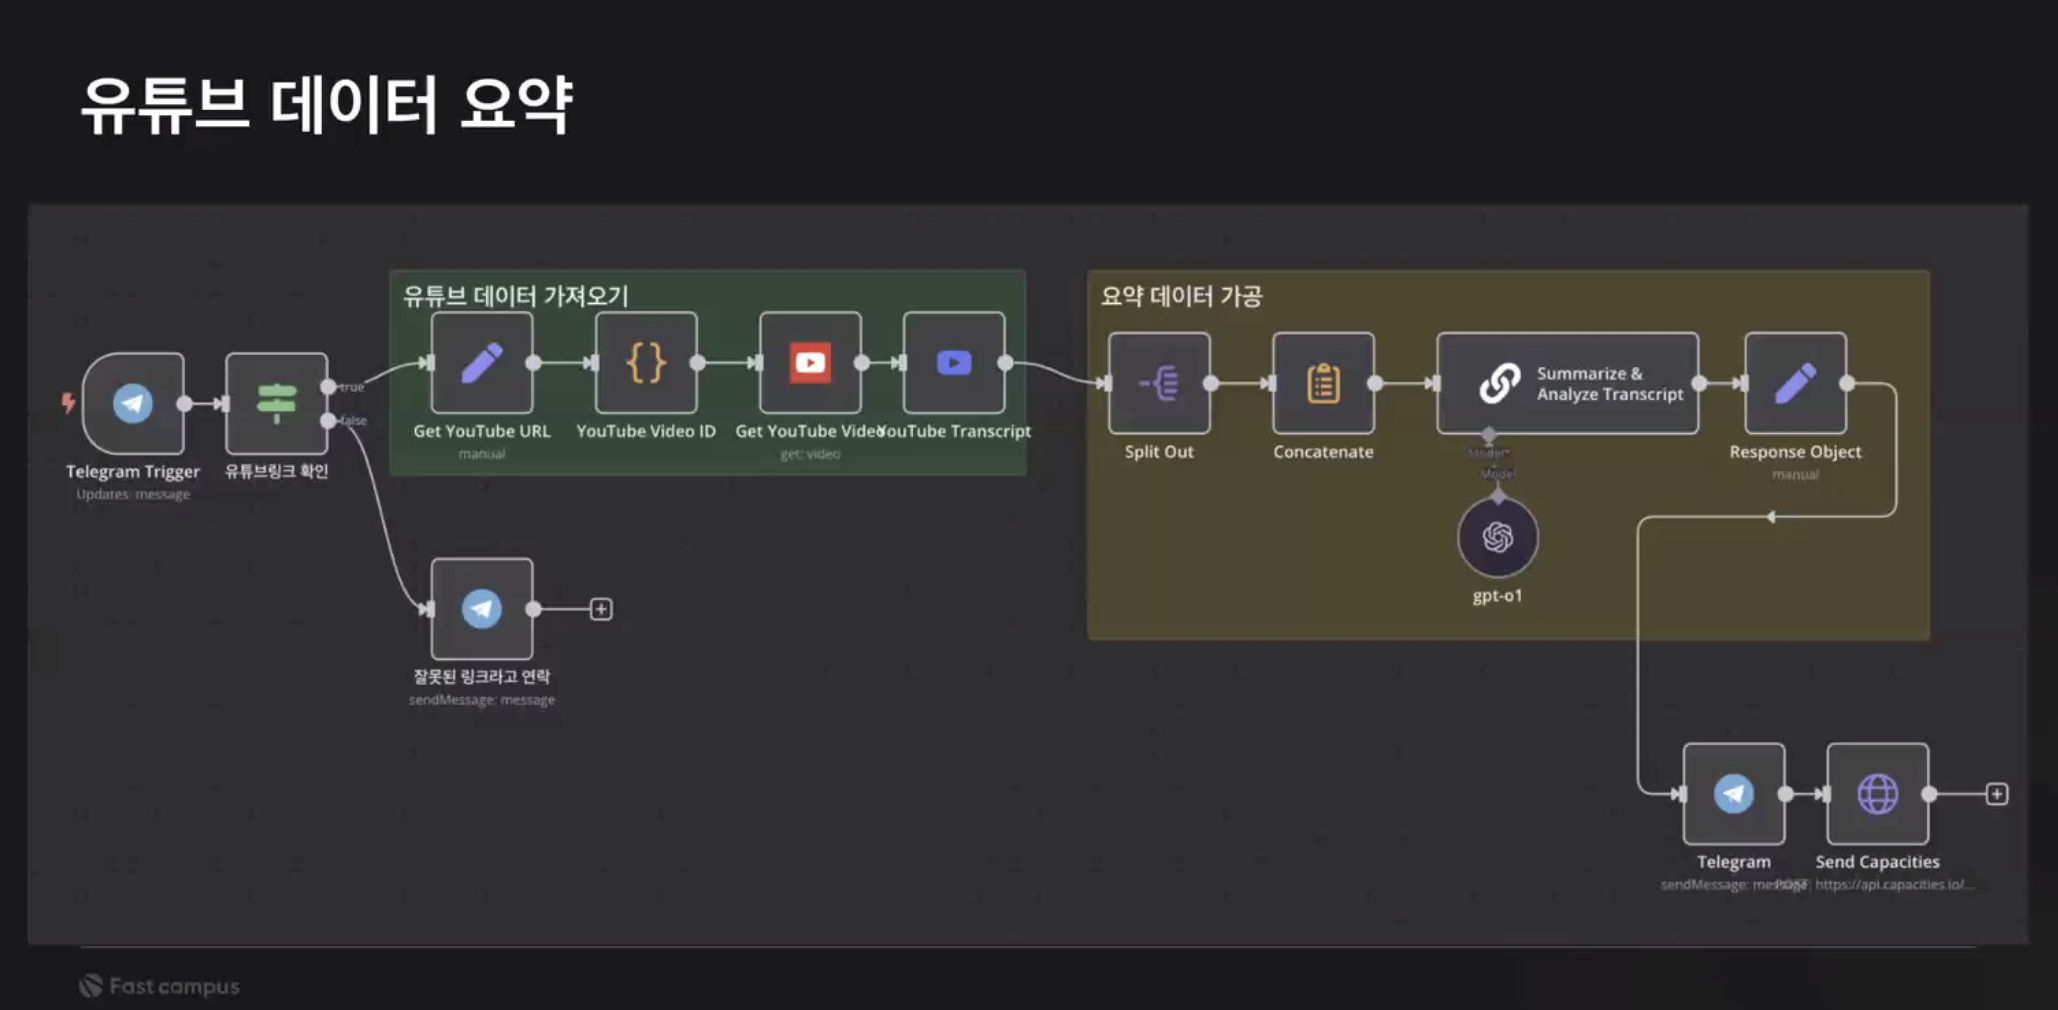 유튜브 데이터 요약
유튜브 데이터 가져오기
요약 데이터 가공
true
false
Telegram Trigger
Updates: message
유튜브링크 확인
Get YouTube URL
manual
YouTube Video ID
Get YouTube Video
get: video
YouTube Transcript
Split Out
Concatenate
Summarize &
Analyze Transcript
Model*
Model
gpt-o1
Response Object
manual
잘못된 링크라고 연락
sendMessage: message
Telegram
sendMessage: message
Send Capacities
POST: https://api.capacities.io/...
Fast campus